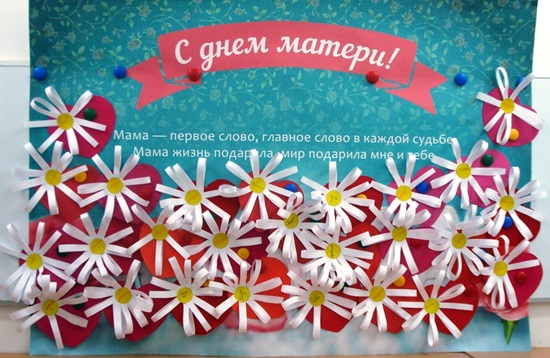 С днем матери!
Мама — первое слово, главное слово в каждой судьбе.
Мама жизнь подарила, мир подарила мне и тебе.